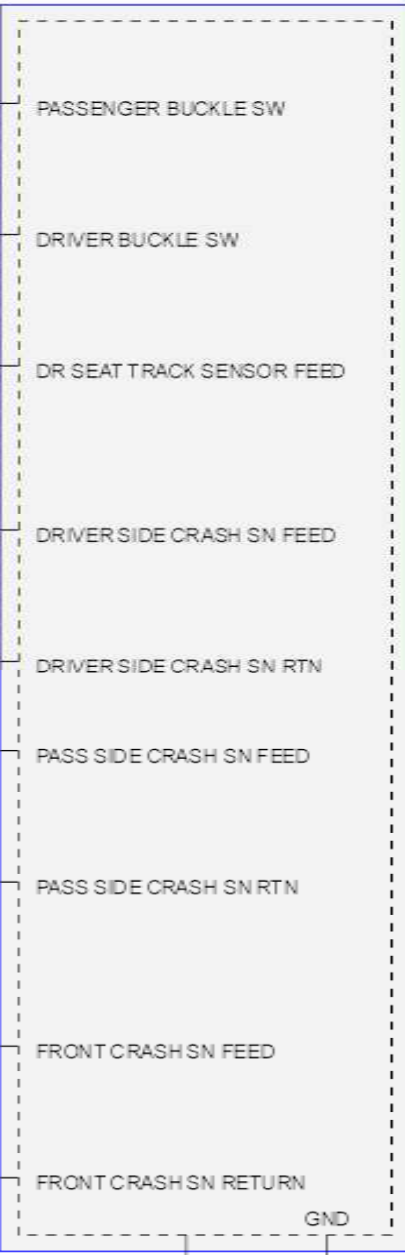 PASSENGER BUCKLE SW
DRIVER BUCKLE SW
DR SEAT TRACK SENSOR FEED
DRIVER SIDE CRASH SN FEED
DRIVER SIDE CRASH SN RTN
PASS SIDE CRASH SN FEED
PASS SIDE CRASH SN RTN
FRONT CRASH SN FEED
FRONT CRASH SN RETURN
GND